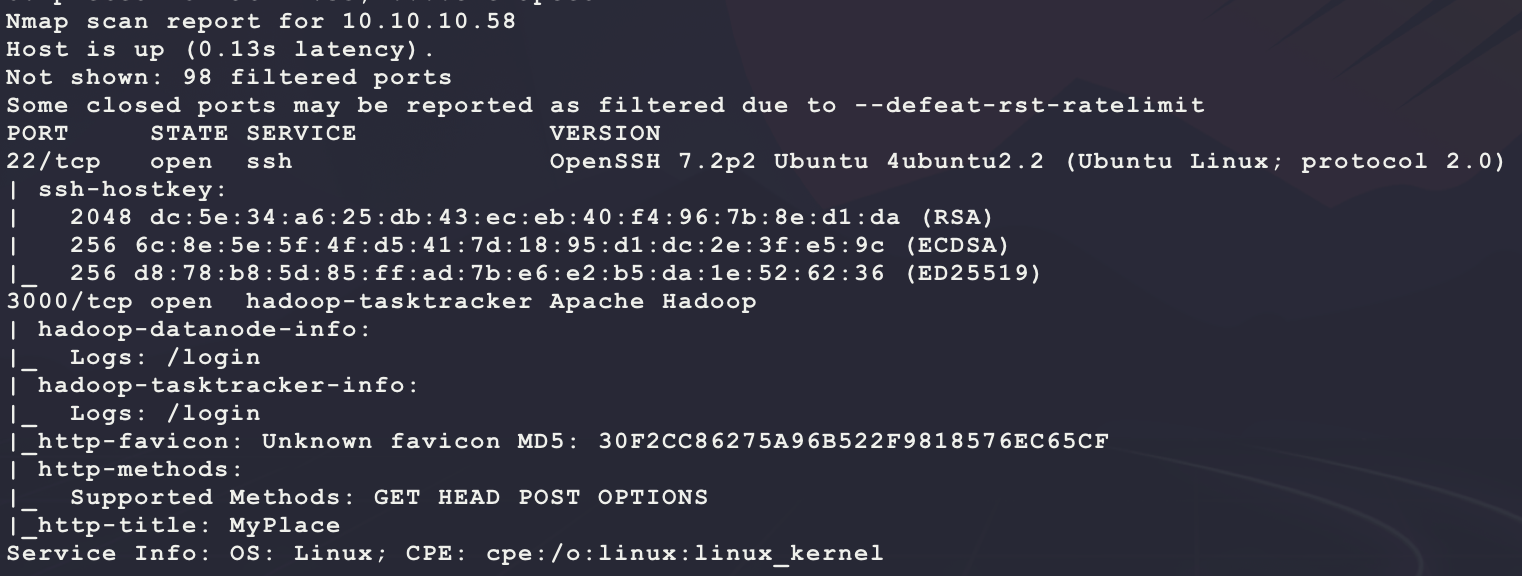 Nmap scan report for 10.10.10.58
Host is up (0.13s latency).
Not shown: 98 filtered ports
Some closed ports may be reported as filtered due to --defeat-rst-ratelimit
PORT     STATE SERVICE            VERSION
22/tcp   open  ssh                OpenSSH 7.2p2 Ubuntu 4ubuntu2.2 (Ubuntu Linux; protocol 2.0)
| ssh-hostkey:
|   2048 dc:5e:34:a6:25:db:43:ec:eb:40:f4:96:7b:8e:d1:da (RSA)
|   256 6c:8e:5e:5f:4f:d5:41:7d:18:95:d1:dc:2e:3f:e5:9c (ECDSA)
|_  256 d8:78:b8:5d:85:ff:ad:7b:e6:e2:b5:da:1e:52:62:36 (ED25519)
3000/tcp open  hadoop-tasktracker Apache Hadoop
| hadoop-datanode-info:
|_  Logs: /login
| hadoop-tasktracker-info:
|_  Logs: /login
|_http-favicon: Unknown favicon MD5: 30F2CC86275A96B522F9818576EC65CF
| http-methods:
|_  Supported Methods: GET HEAD POST OPTIONS
|_http-title: MyPlace
Service Info: OS: Linux; CPE: cpe:/o:linux:linux_kernel